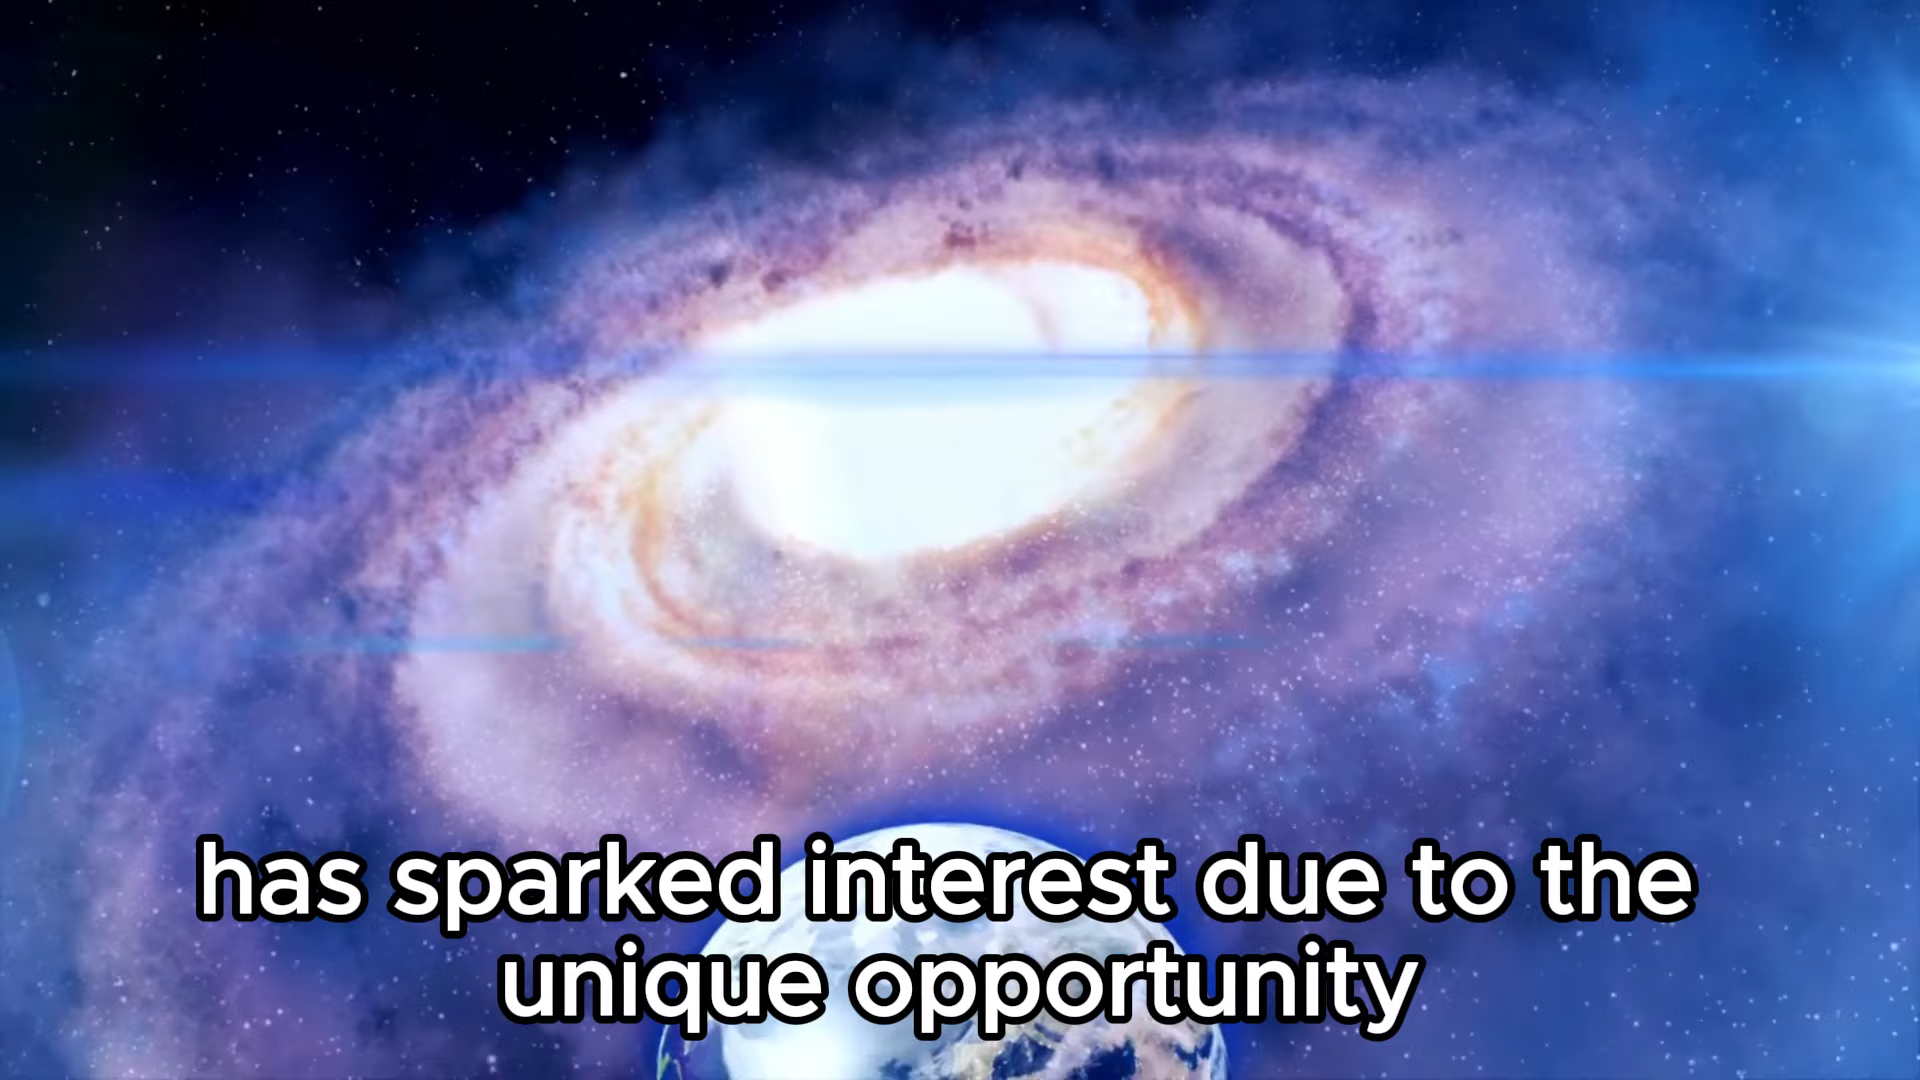 has sparked interest due to the
unique opportunity